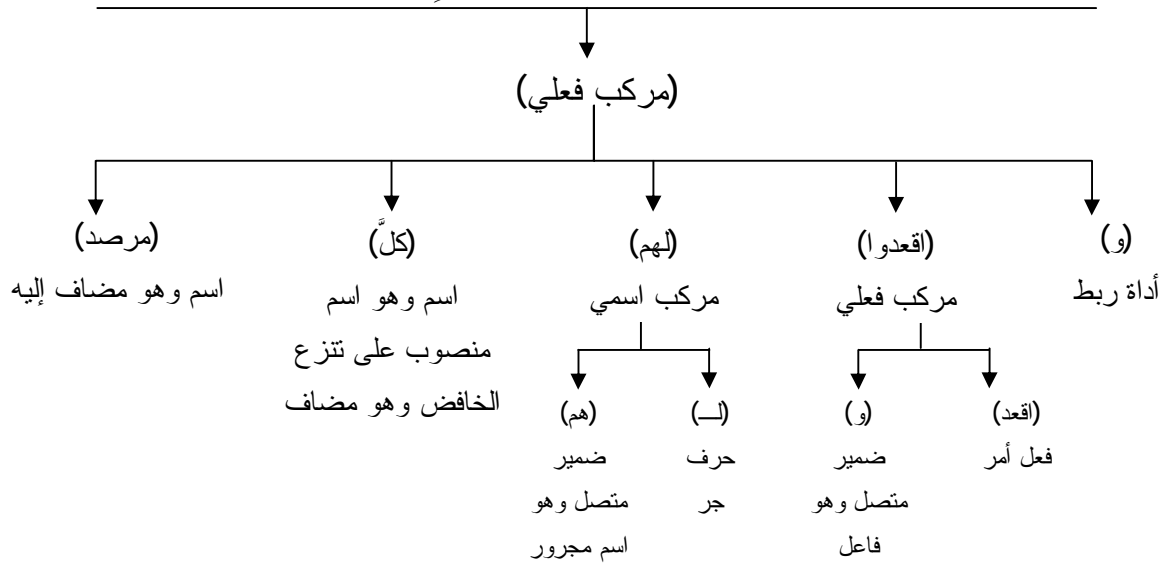 (مركب فعلي)
(و) (اقعدوا) (لهم) (كلَّ) (مرصد)
أداة ربط مركب فعلي مركب اسمي اسم وهو اسم اسم وهو مضاف إليه
منصوب على تنزع
الخافض وهو مضاف
(اقعد) (و) (لـــ) (هم)
فعل أمر ضمير حرف ضمير
متصل وهو جر متصل وهو
فاعل اسم مجرور